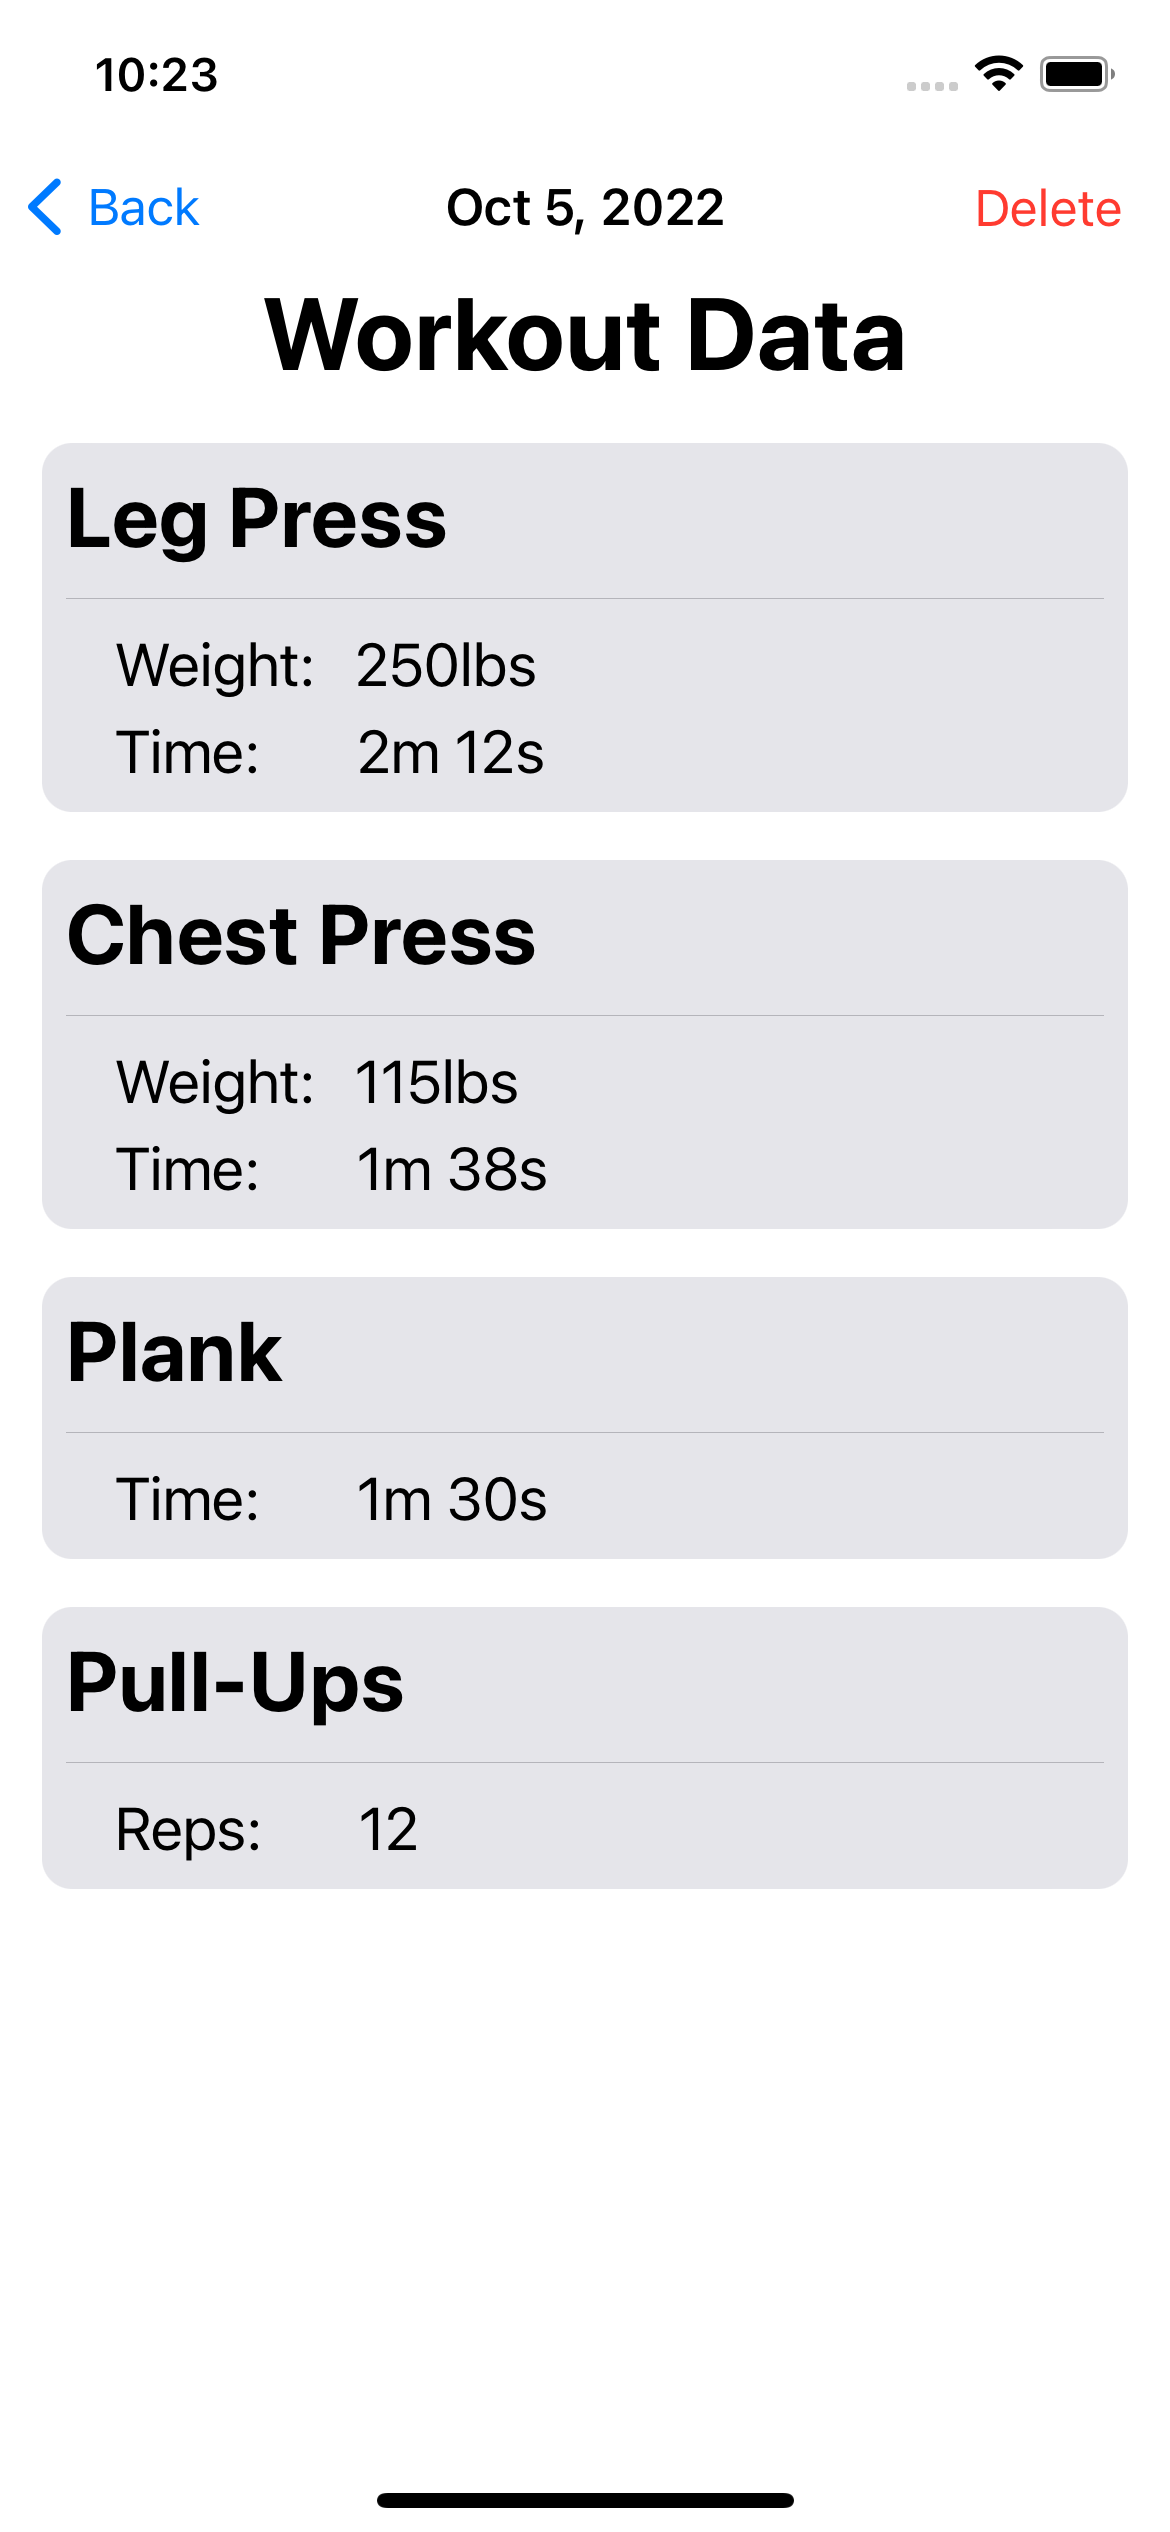 10:23
Back Oct 5, 2022 Delete
Workout Data
Leg Press
Weight: 250lbs
Time: 2m 12s
Chest Press
Weight: 115lbs
Time: 1m 38s
Plank
Time: 1m 30s
Pull-Ups
Reps: 12